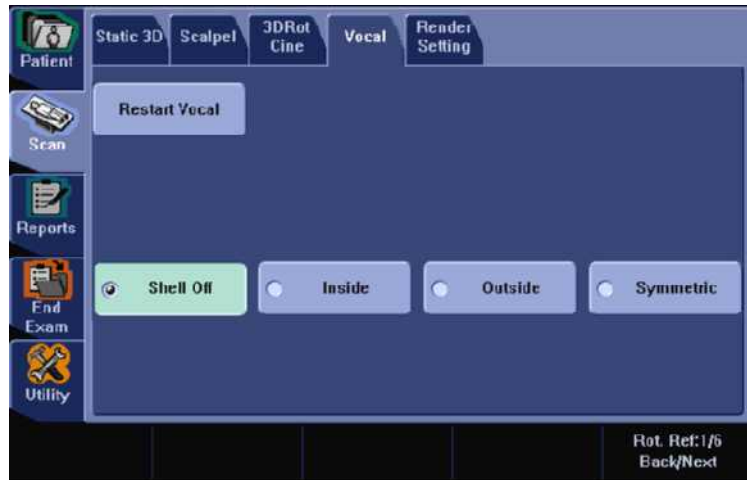 Patient
Static 3D
Scalpel
3DRot
Cine
Vocal
Render
Setting
Restart Vocal
Scan
Reports
Shell Off
Inside
Outside
Symmetric
End
Exam
Utility
Rot. Ref:1/6
Back/Next